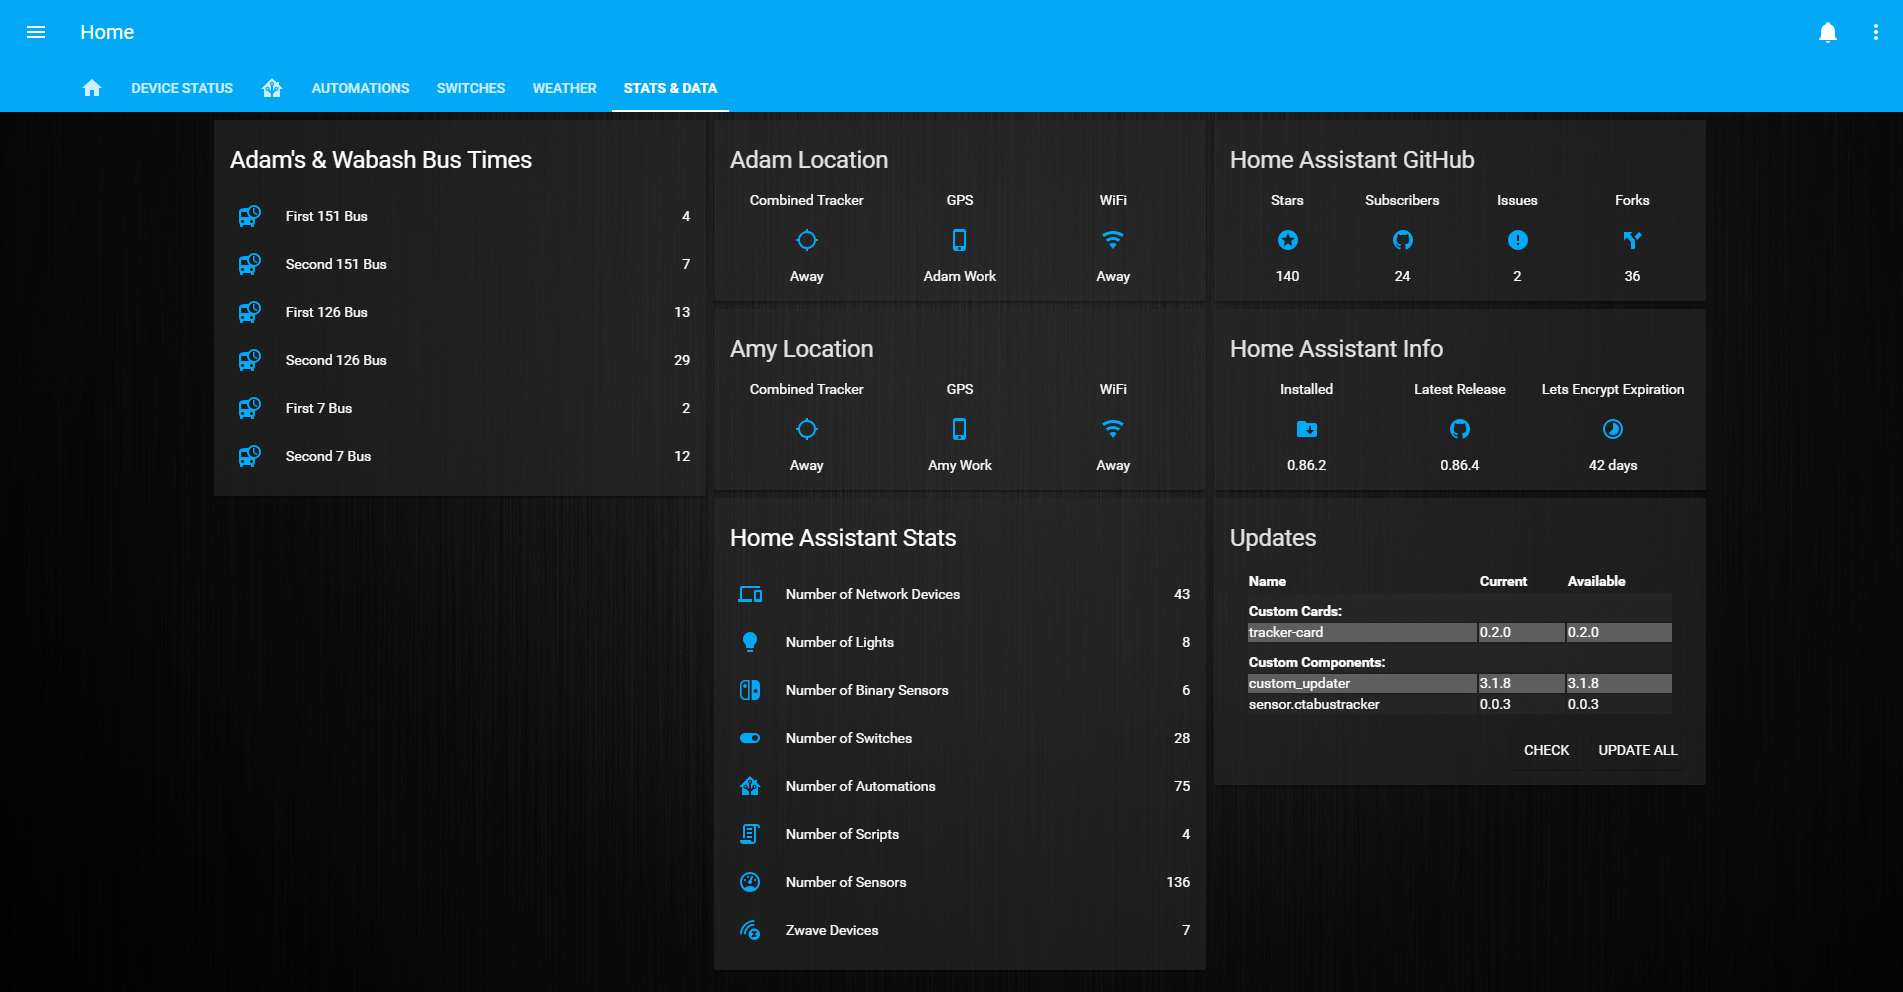 Home
DEVICE STATUS AUTOMATIONS SWITCHES WEATHER STATS & DATA
Adam's & Wabash Bus Times
First 151 Bus 4
Second 151 Bus 7
First 126 Bus 13
Second 126 Bus 29
First 7 Bus 2
Second 7 Bus 12
Adam Location
Combined Tracker GPS WiFi
Away Adam Work Away
Amy Location
Combined Tracker GPS WiFi
Away Amy Work Away
Home Assistant Stats
Number of Network Devices 43
Number of Lights 8
Number of Binary Sensors 6
Number of Switches 28
Number of Automations 75
Number of Scripts 4
Number of Sensors 136
Zwave Devices 7
Home Assistant GitHub
Stars Subscribers Issues Forks
140 24 2 36
Home Assistant Info
Installed Latest Release Lets Encrypt Expiration
0.86.2 0.86.4 42 days
Updates
Name Current Available
Custom Cards:
tracker-card 0.2.0 0.2.0
Custom Components:
custom_updater 3.1.8 3.1.8
sensor.ctabustracker 0.0.3 0.0.3
CHECK UPDATE ALL